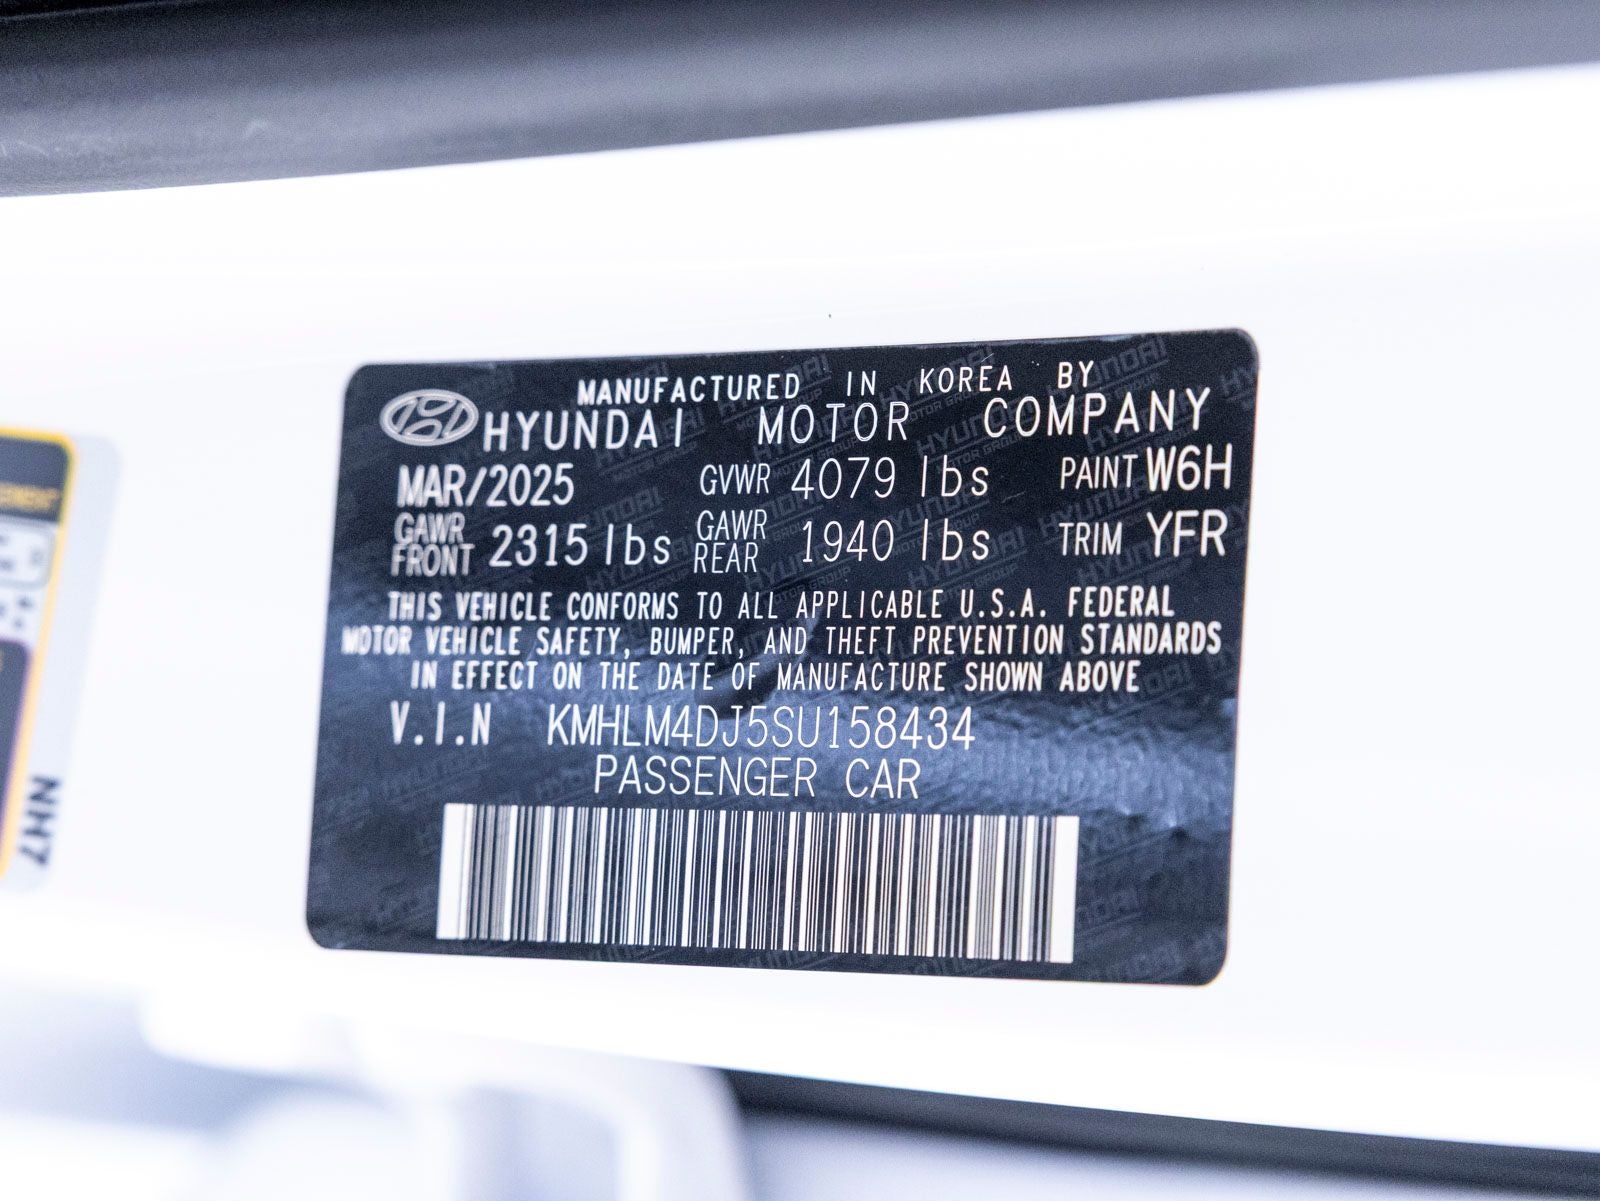 MANUFACTURED IN KOREA BY
HYUNDAI MOTOR COMPANY
MAR/2025 GVWR 4079 lbs PAINT W6H
GAWR FRONT 2315 lbs GAWR REAR 1940 lbs TRIM YFR
THIS VEHICLE CONFORMS TO ALL APPLICABLE U.S.A. FEDERAL
MOTOR VEHICLE SAFETY, BUMPER, AND THEFT PREVENTION STANDARDS
IN EFFECT ON THE DATE OF MANUFACTURE SHOWN ABOVE
V.I.N KMHLM4DJ5SU158434
PASSENGER CAR
7HN